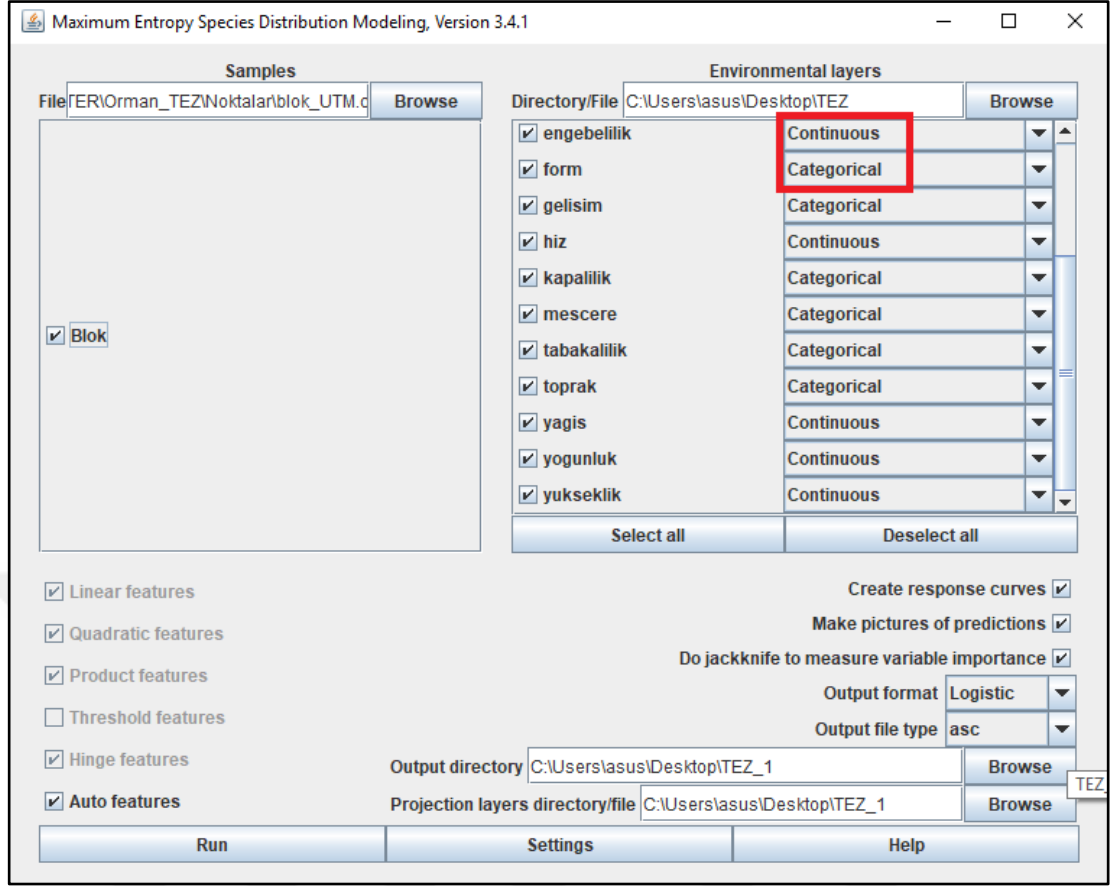 Maximum Entropy Species Distribution Modeling, Version 3.4.1
Samples
File TER\Orman_TEZ\Noktalar\blok_UTM.c Browse
Blok
Environmental layers
Directory/File C:\Users\asus\Desktop\TEZ Browse
engebelilik Continuous
form Categorical
gelisim Categorical
hiz Continuous
kapalilik Categorical
mescere Categorical
tabakalilik Categorical
toprak Categorical
yagis Continuous
yogunluk Continuous
yukseklik Continuous
Select all Deselect all
Linear features
Quadratic features
Product features
Threshold features
Hinge features
Auto features
Create response curves
Make pictures of predictions
Do jackknife to measure variable importance
Output format Logistic
Output file type asc
Output directory C:\Users\asus\Desktop\TEZ_1 Browse
TEZ_
Projection layers directory/file C:\Users\asus\Desktop\TEZ_1 Browse
Run Settings Help